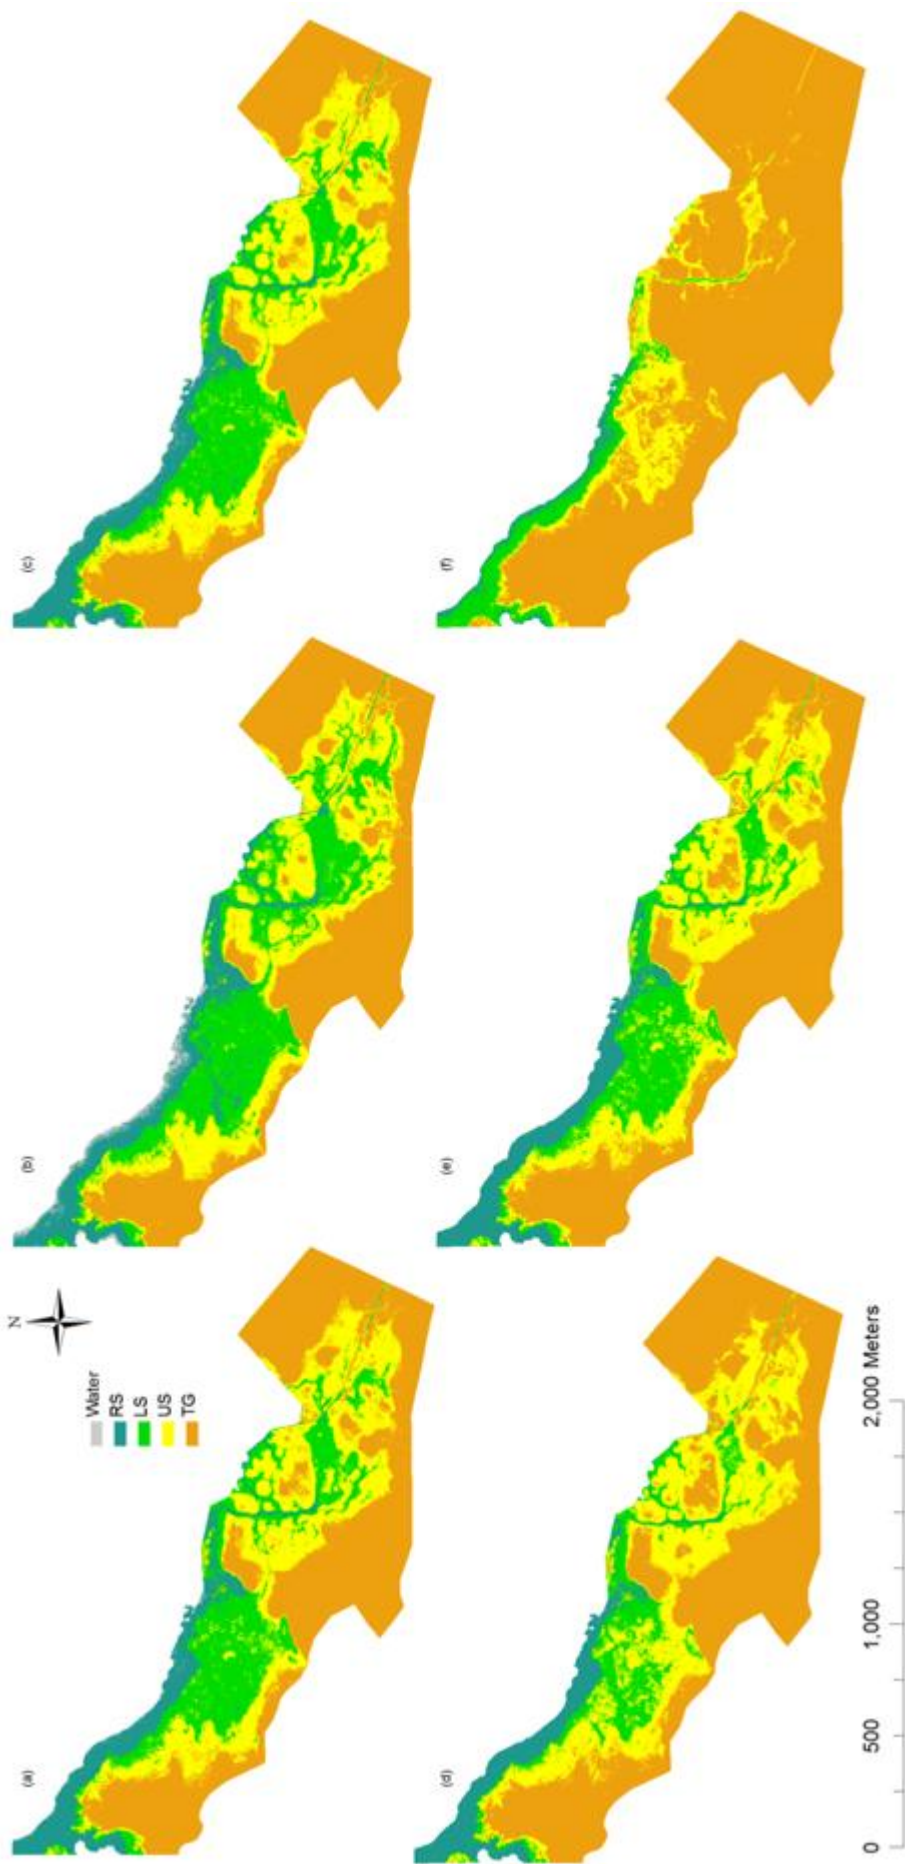 (a)
(b)
(c)
N
Water
RS
LS
US
TG
(d)
(e)
(f)
0 500 1,000 2,000 Meters